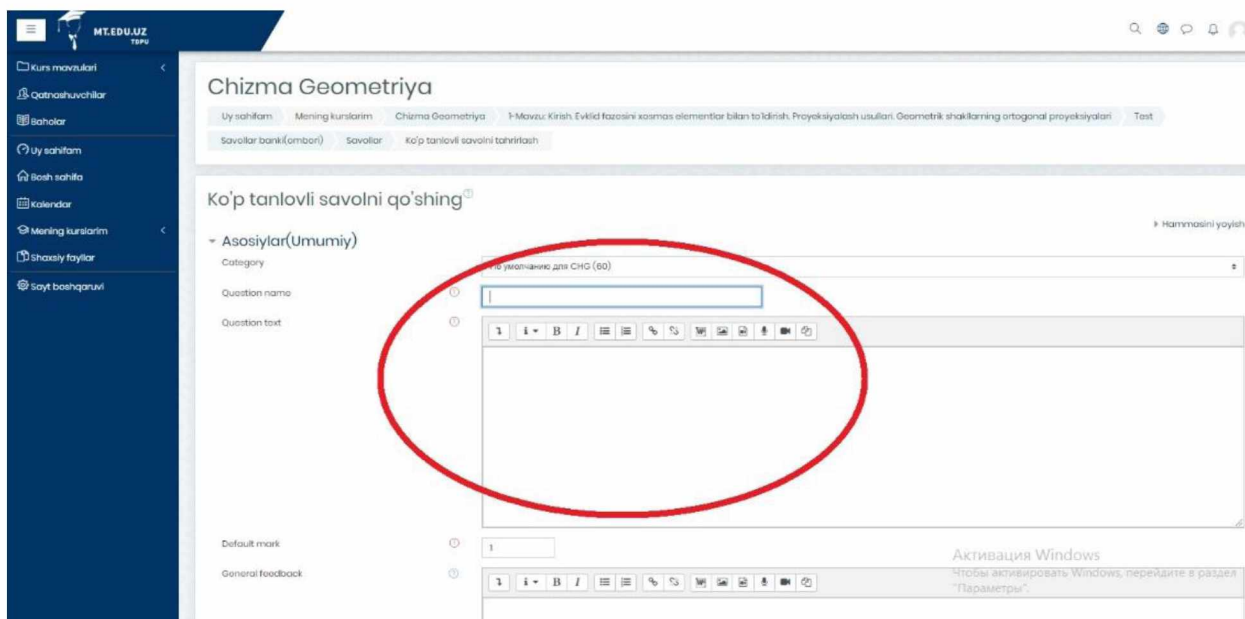 MT.EDU.UZ
TDPU
Kurs mavzulari
Qatnashuvchilar
Baholar
Uy sahifam
Bosh sahifa
Kalendar
Mening kurslarim
Shaxsiy fayllar
Sayt boshqaruvi
Chizma Geometriya
Uy sahifam Mening kurslarim Chizma Geometriya 1-Mavzu: Kirish. Evklid fazosini xosmas elementlar bilan to'ldirish. Proyeksiyalash usullari. Geometrik shakllarning ortogonal proyeksiyalari Test
Savollar banki(ombori) Savollar Ko'p tanlovli savolni tahrirlash
Ko'p tanlovli savolni qo'shing
Hammasini yoyish
Asosiylar(Umumiy)
Category
По умолчанию для CHG (60)
Question name
Question text
Default mark
1
General feedback
Активация Windows
Чтобы активировать Windows, перейдите в раздел
"Параметры".